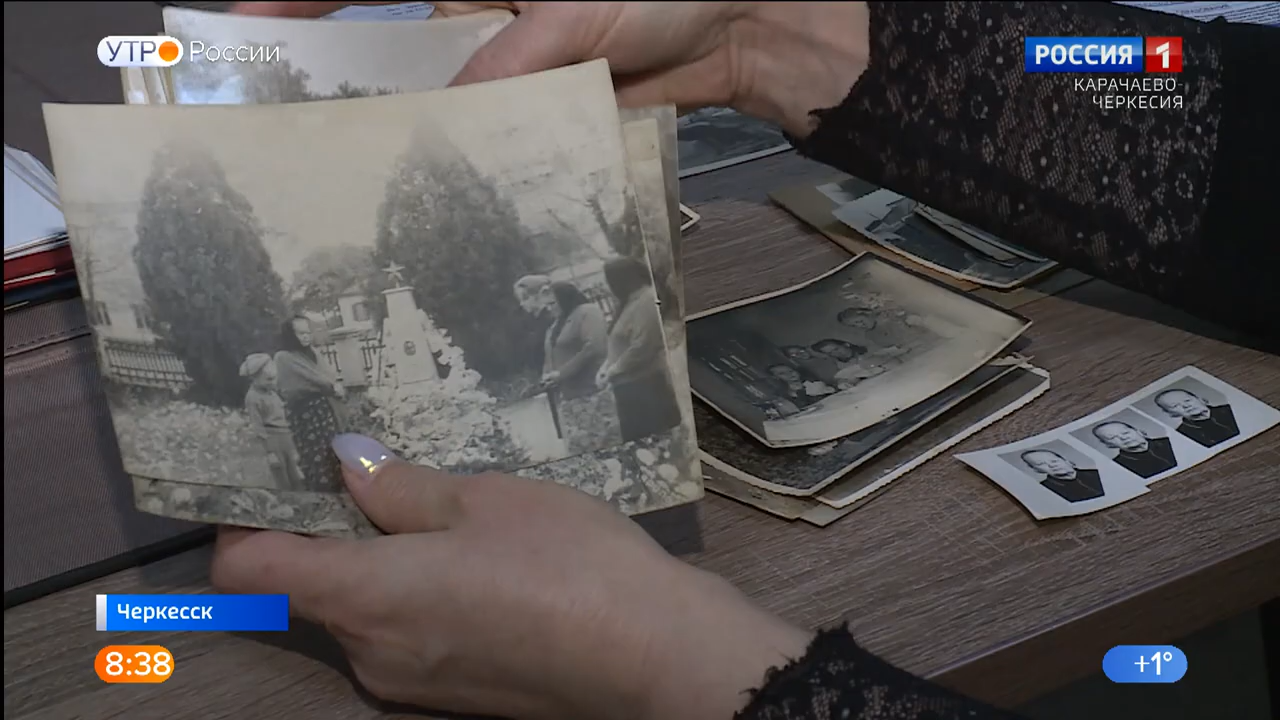 УТРО России
РОССИЯ 1
КАРАЧАЕВО-
ЧЕРКЕСИЯ
Черкесск
8:38
+1°